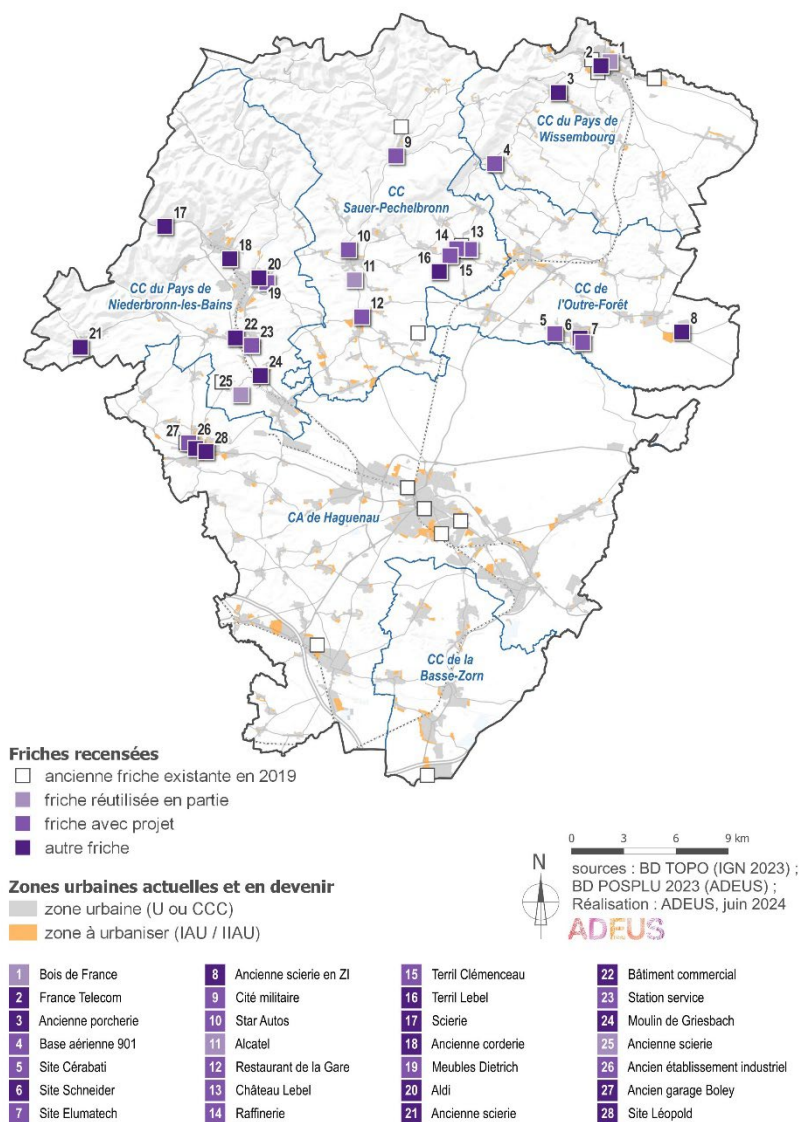 2
1
3
CC du Pays de
Wissembourg
9
4
CC
Sauer-Pechelbronn
17
10
14
13
18
16
15
20
11
CC de
l'Outre-Forêt
CC du Pays de
Niederbronn-les-Bains
19
12
8
22
5
6
7
21
23
24
25
27
26
28
CA de Haguenau
CC de la
Basse-Zorn
Friches recensées
ancienne friche existante en 2019
friche réutilisée en partie
friche avec projet
autre friche
Zones urbaines actuelles et en devenir
zone urbaine (U ou CCC)
zone à urbaniser (IAU / IIAU)
0 3 6 9 km
N
sources : BD TOPO (IGN 2023) ;
BD POSPLU 2023 (ADEUS) ;
Réalisation : ADEUS, juin 2024
ADEUS
1 Bois de France
2 France Telecom
3 Ancienne porcherie
4 Base aérienne 901
5 Site Cérabati
6 Site Schneider
7 Site Elumatech
8 Ancienne scierie en ZI
9 Cité militaire
10 Star Autos
11 Alcatel
12 Restaurant de la Gare
13 Château Lebel
14 Raffinerie
15 Terril Clémenceau
16 Terril Lebel
17 Scierie
18 Ancienne corderie
19 Meubles Dietrich
20 Aldi
21 Ancienne scierie
22 Bâtiment commercial
23 Station service
24 Moulin de Griesbach
25 Ancienne scierie
26 Ancien établissement industriel
27 Ancien garage Boley
28 Site Léopold